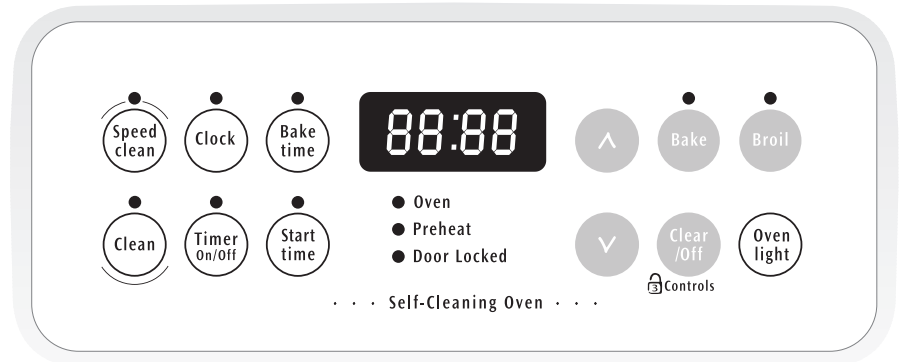 Speed
clean
Clock
Bake
time
88:88
∧
Bake
Broil
Clean
Timer
On/Off
Start
time
Oven
Preheat
Door Locked
∨
Clear
/Off
Oven
light
3 Controls
· · · Self-Cleaning Oven · · ·